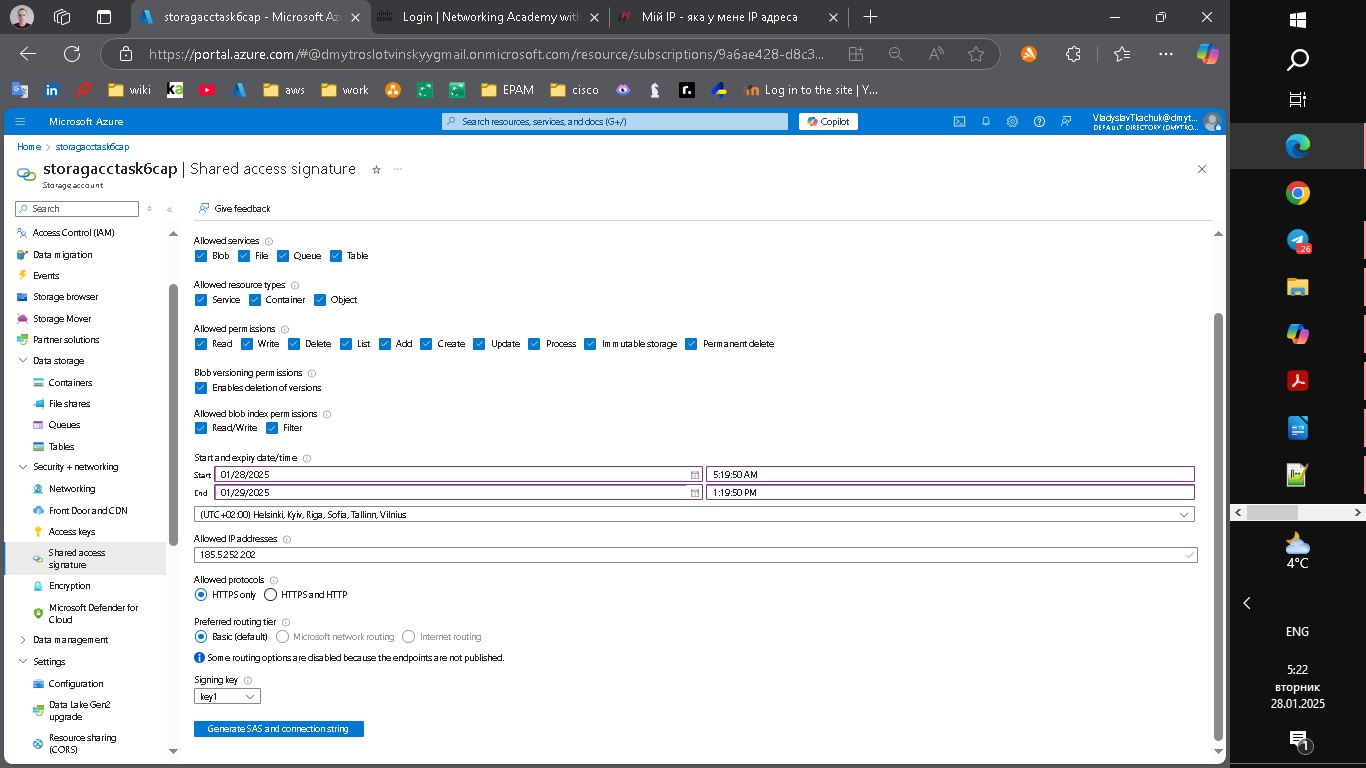 storagacctask6cap - Microsoft Az
Login | Networking Academy with
Мій IP - яка у мене IP адреса
https://portal.azure.com/#@dmytroslotvinskyygmail.onmicrosoft.com/resource/subscriptions/9a6ae428-d8c3...
wiki
ka
aws
work
EPAM
cisco
r.
Log in to the site | Y...
Microsoft Azure
Search resources, services, and docs (G+/)
Copilot
VladyslavTkachuk@dmyt...
DEFAULT DIRECTORY (DMYTRO...
Home > storagacctask6cap
storagacctask6cap | Shared access signature
Storage account
Search
Give feedback
Access Control (IAM)
Data migration
Events
Storage browser
Storage Mover
Partner solutions
Data storage
Containers
File shares
Queues
Tables
Security + networking
Networking
Front Door and CDN
Access keys
Shared access
signature
Encryption
Microsoft Defender for
Cloud
Data management
Settings
Configuration
Data Lake Gen2
upgrade
Resource sharing
(CORS)
Allowed services
Blob File Queue Table
Allowed resource types
Service Container Object
Allowed permissions
Read Write Delete List Add Create Update Process Immutable storage Permanent delete
Blob versioning permissions
Enables deletion of versions
Allowed blob index permissions
Read/Write Filter
Start and expiry date/time
Start 01/28/2025 5:19:50 AM
End 01/29/2025 1:19:50 PM
(UTC+02:00) Helsinki, Kyiv, Riga, Sofia, Tallinn, Vilnius
Allowed IP addresses
185.5.252.202
Allowed protocols
HTTPS only HTTPS and HTTP
Preferred routing tier
Basic (default) Microsoft network routing Internet routing
Some routing options are disabled because the endpoints are not published.
Signing key
key1
Generate SAS and connection string
26
4°C
ENG
5:22
вторник
28.01.2025
1